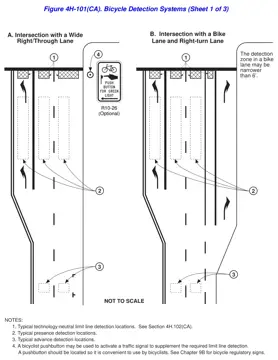 Figure 4H-101(CA). Bicycle Detection Systems (Sheet 1 of 3)
A. Intersection with a Wide
Right/Through Lane
B. Intersection with a Bike
Lane and Right-turn Lane
1
4
PUSH
BUTTON
FOR GREEN
LIGHT
R10-26
(Optional)
1
The detection
zone in a bike
lane may be
narrower
than 6'.
2
2
3
3
NOT TO SCALE
NOTES:
1. Typical technology-neutral limit line detection locations. See Section 4H.102(CA).
2. Typical presence detection locations.
3. Typical advance detection locations.
4. A bicyclist pushbutton may be used to activate a traffic signal to supplement the required limit line detection.
A pushbutton should be located so it is convenient to use by bicyclists. See Chapter 9B for bicycle regulatory signs.